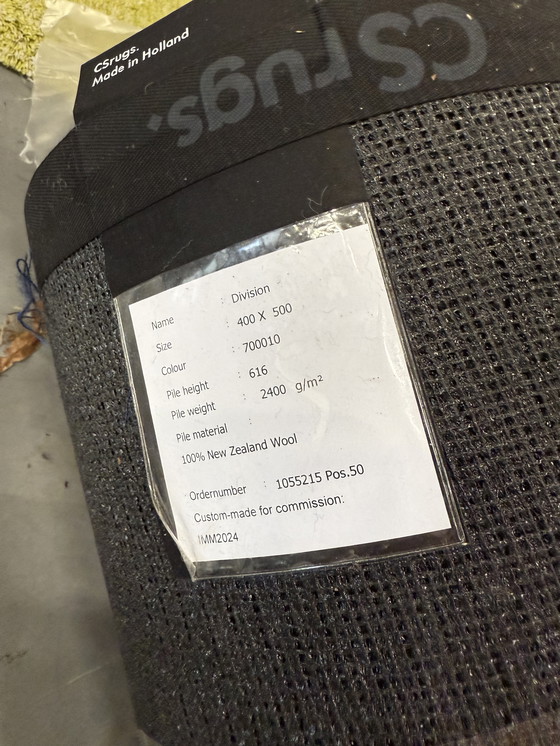 CSrugs.
Made in Holland
CSrugs.
Name : Division
Size : 400 X 500
Colour : 700010
Pile height : 616
Pile weight : 2400 g/m²
Pile material :
100% New Zealand Wool
Ordernumber : 1055215 Pos.50
Custom-made for commission:
IMM2024